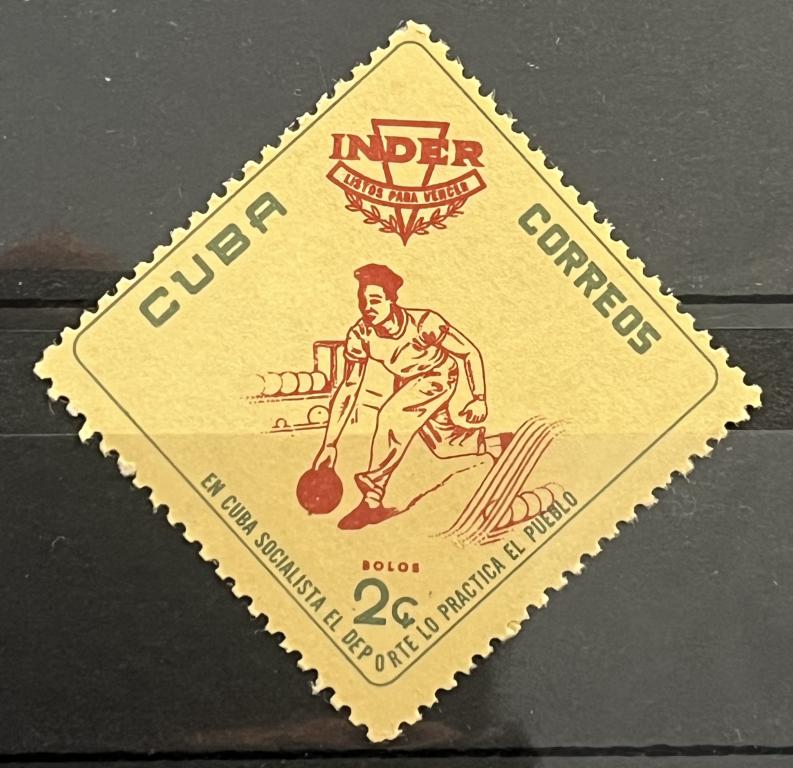 INDER
LISTOS PARA VENCER
CUBA
CORREOS
BOLOS
2¢
EN CUBA SOCIALISTA EL DEPORTE LO PRACTICA EL PUEBLO